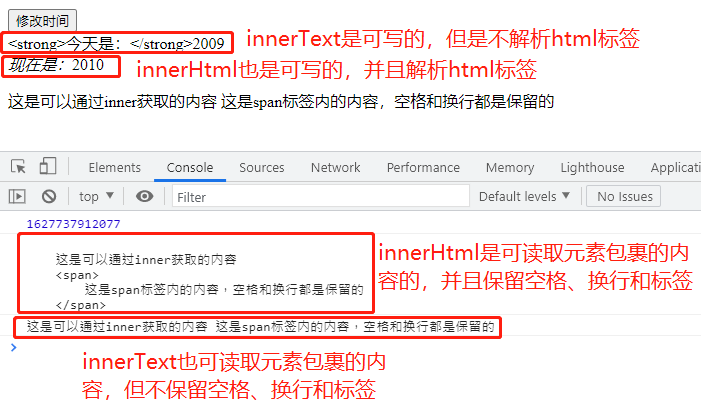 修改时间
<strong>今天是：</strong>2009
innerText是可写的，但是不解析html标签
现在是：2010
innerHtml也是可写的，并且解析html标签
这是可以通过inner获取的内容 这是span标签内的内容，空格和换行都是保留的
Elements Console Sources Network Performance Memory Lighthouse Applicati
top Filter Default levels No Issues
1627737912077
这是可以通过inner获取的内容
<span>
这是span标签内的内容，空格和换行都是保留的
</span>
innerHtml是可读取元素包裹的内
容的，并且保留空格、换行和标签
这是可以通过inner获取的内容 这是span标签内的内容，空格和换行都是保留的
innerText也可读取元素包裹的内
容，但不保留空格、换行和标签